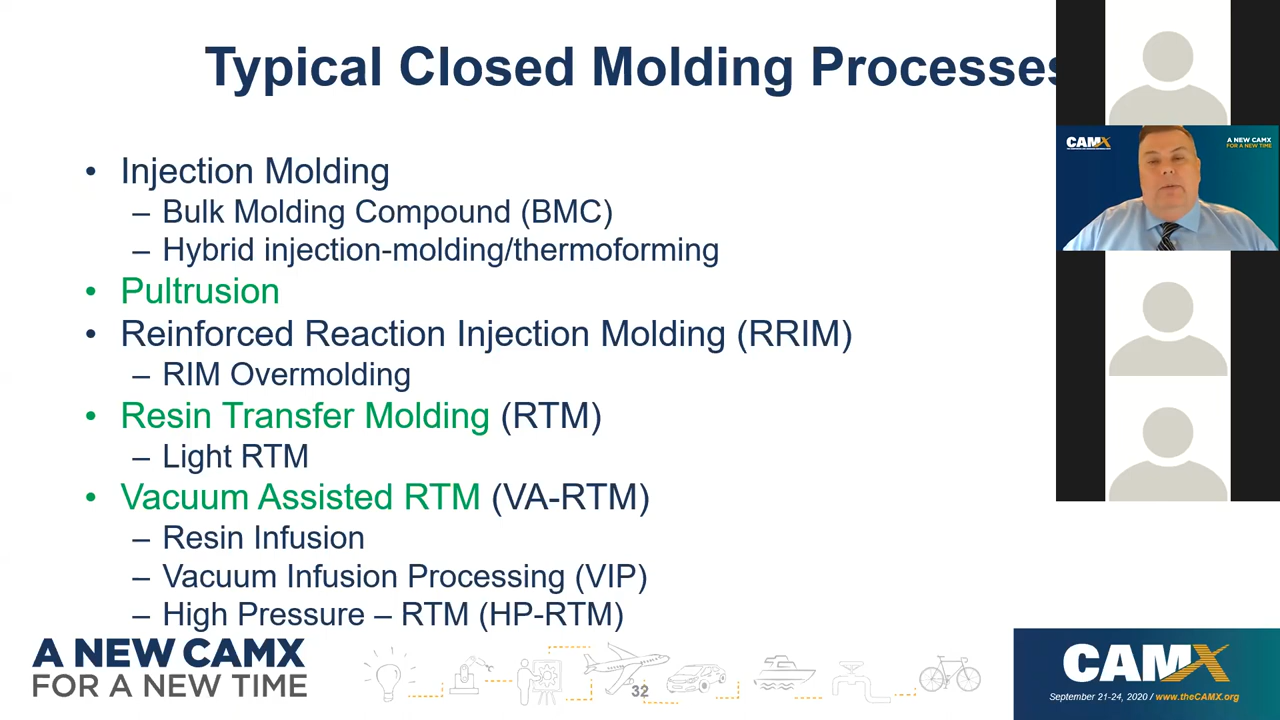 Typical Closed Molding Processes
• Injection Molding
– Bulk Molding Compound (BMC)
– Hybrid injection-molding/thermoforming
• Pultrusion
• Reinforced Reaction Injection Molding (RRIM)
– RIM Overmolding
• Resin Transfer Molding (RTM)
– Light RTM
• Vacuum Assisted RTM (VA-RTM)
– Resin Infusion
– Vacuum Infusion Processing (VIP)
– High Pressure – RTM (HP-RTM)
A NEW CAMX
FOR A NEW TIME
32
CAMX
September 21-24, 2020 / www.theCAMX.org
CAMX
A NEW CAMX
FOR A NEW TIME